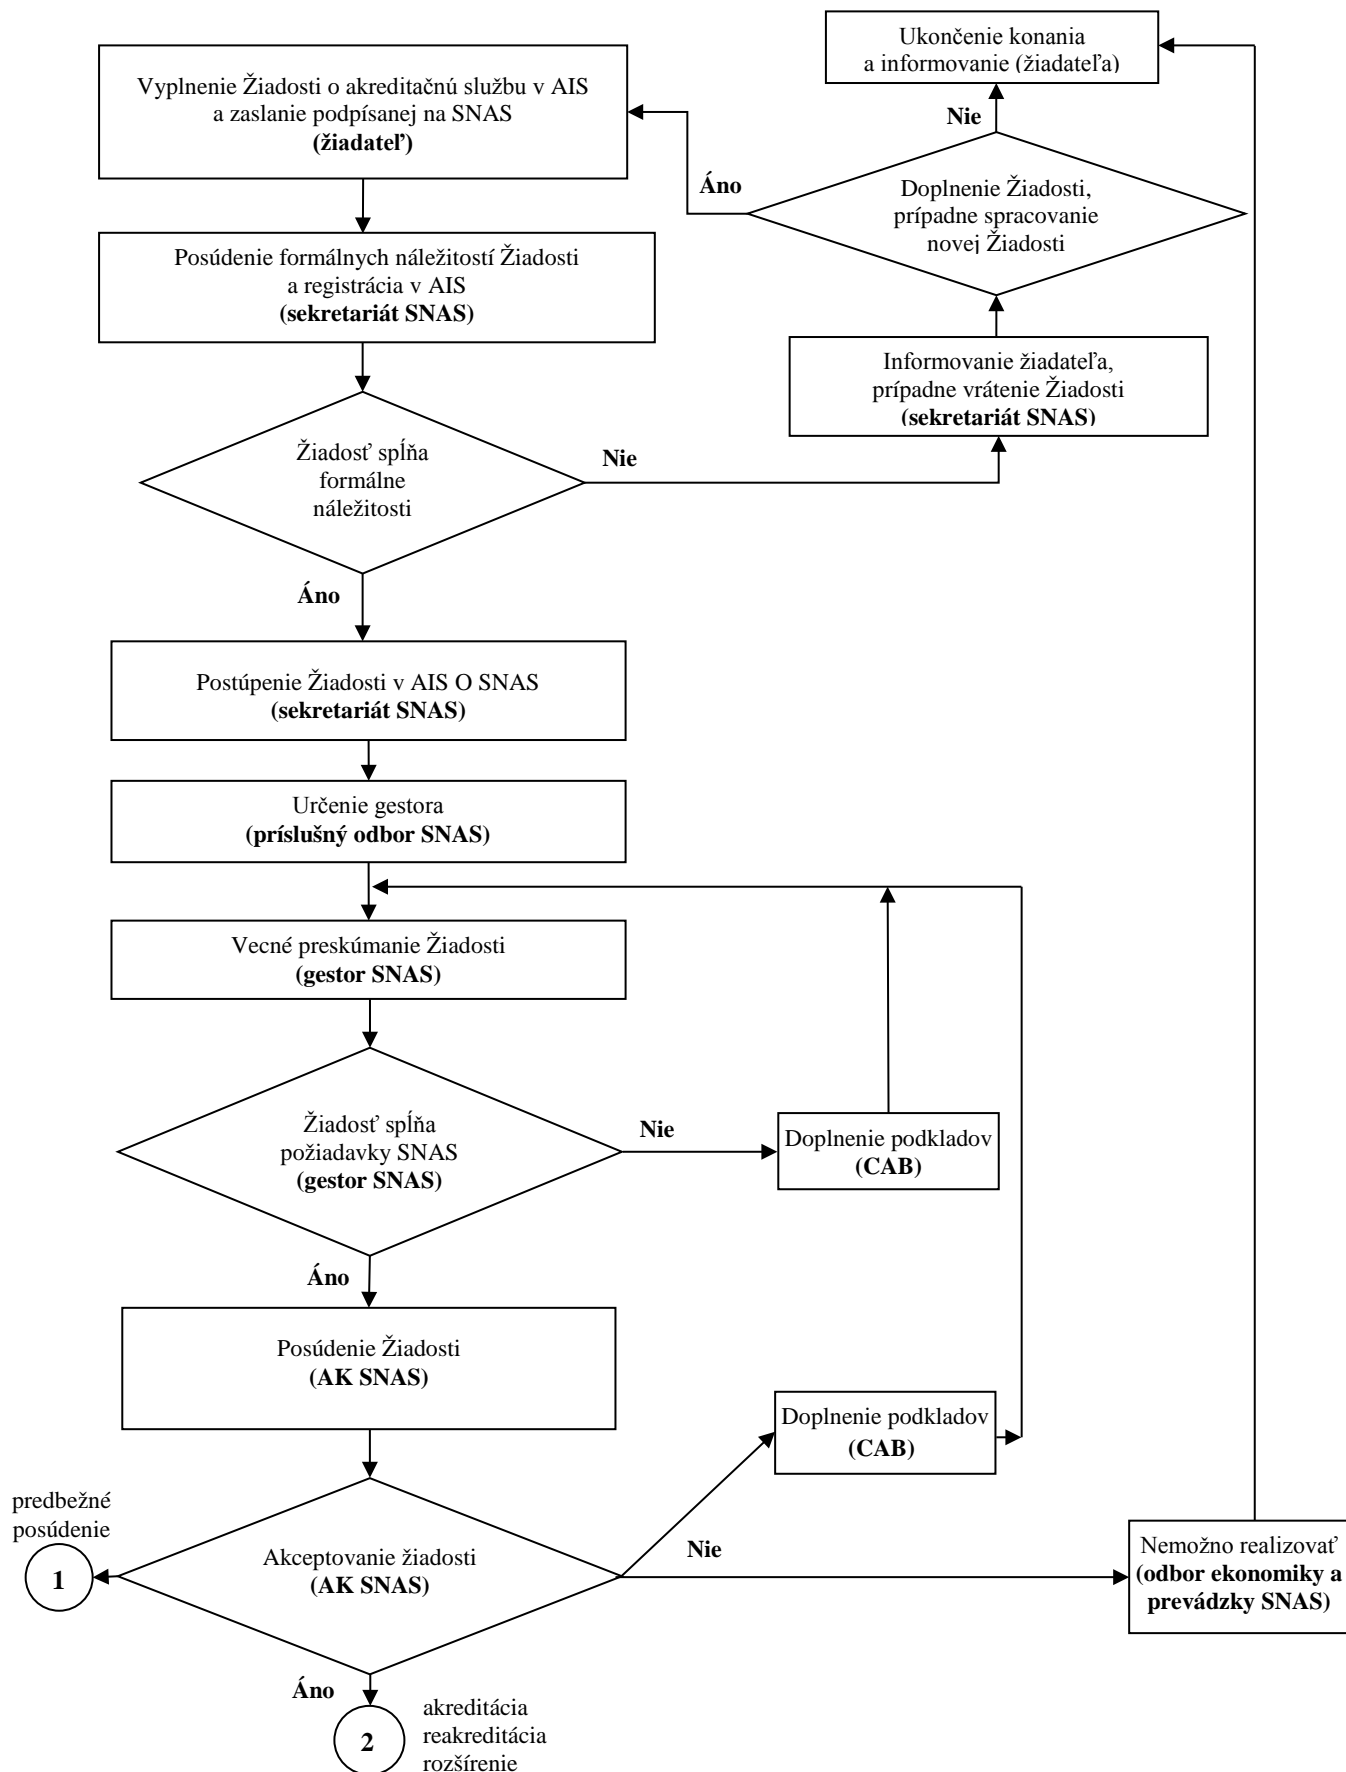 Ukončenie konania
a informovanie (žiadateľa)
Vyplnenie Žiadosti o akreditačnú službu v AIS
a zaslanie podpísanej na SNAS
(žiadateľ)
Nie
Áno
Doplnenie Žiadosti,
prípadne spracovanie
novej Žiadosti
Posúdenie formálnych náležitostí Žiadosti
a registrácia v AIS
(sekretariát SNAS)
Informovanie žiadateľa,
prípadne vrátenie Žiadosti
(sekretariát SNAS)
Žiadosť spĺňa
formálne
náležitosti
Nie
Áno
Postúpenie Žiadosti v AIS O SNAS
(sekretariát SNAS)
Určenie gestora
(príslušný odbor SNAS)
Vecné preskúmanie Žiadosti
(gestor SNAS)
Žiadosť spĺňa
požiadavky SNAS
(gestor SNAS)
Nie
Doplnenie podkladov
(CAB)
Áno
Posúdenie Žiadosti
(AK SNAS)
Doplnenie podkladov
(CAB)
predbežné
posúdenie
1
Akceptovanie žiadosti
(AK SNAS)
Nie
Nemožno realizovať
(odbor ekonomiky a
prevádzky SNAS)
Áno
2
akreditácia
reakreditácia
rozšírenie